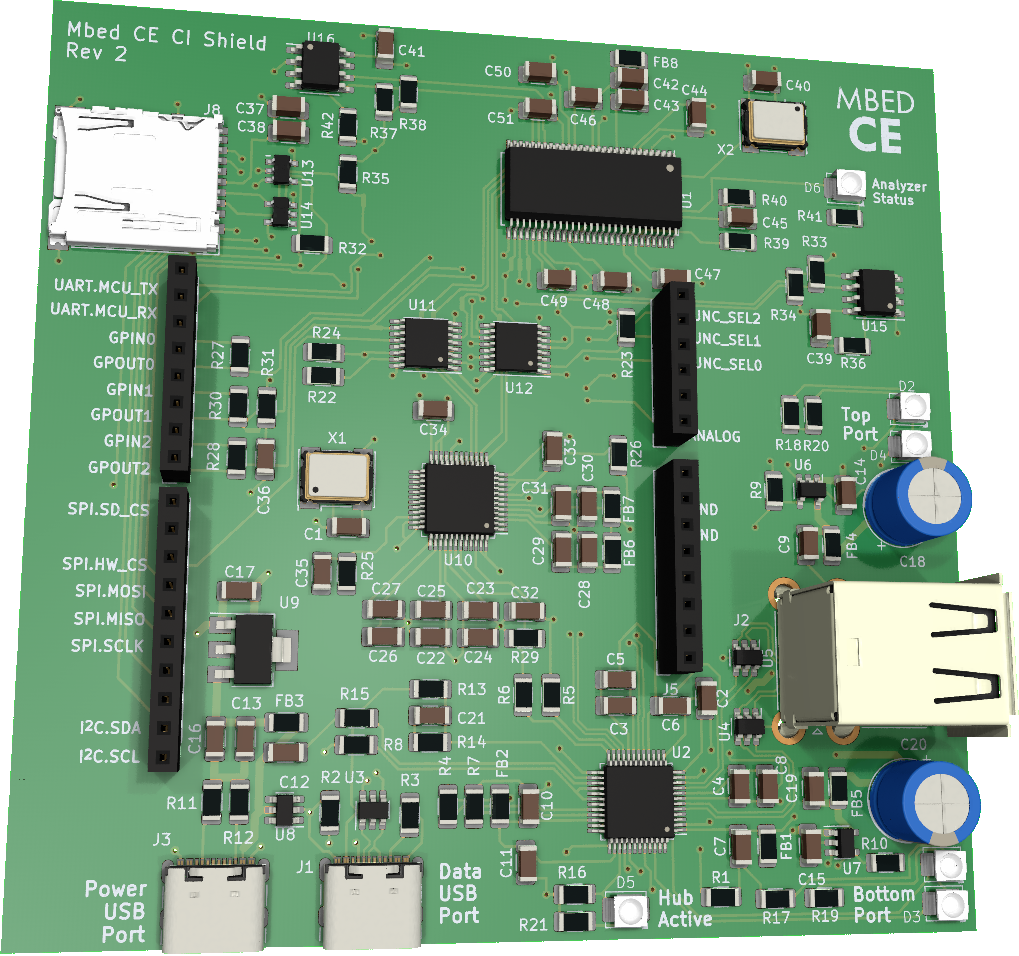 Mbed CE CI Shield
Rev 2
U16
C41
C50
FB8
C42
C43
C44
C40
MBED
CE
J8
C37
C38
R42
R37
R38
C51
C46
X2
U13
R35
U14
U1
D6
Analyzer
Status
R40
C45
R41
R39
R32
R33
UART.MCU_TX
UART.MCU_RX
GPIN0
GPOUT0
GPIN1
GPOUT1
GPIN2
GPOUT2
C49
C48
C47
R34
U15
U11
U12
R24
R22
R27
R31
R30
R28
C36
R23
UNC_SEL2
UNC_SEL1
UNC_SEL0
ANALOG
C39
R36
D2
C34
X1
C33
R26
R18
R20
Top
Port
D4
U6
C14
R9
SPI.SD_CS
SPI.HW_CS
SPI.MOSI
SPI.MISO
SPI.SCLK
I2C.SDA
I2C.SCL
C1
U10
C31
C30
FB7
C29
C28
FB6
ND
ND
C9
FB4
C18
C35
R25
C17
U9
C27
C25
C23
C32
C26
C22
C24
R29
J2
U5
R13
R15
C21
R14
R8
R6
R5
C5
C3
J5
C6
C2
U4
C16
C13
FB3
C12
R11
R12
U8
R2
U3
R3
R4
R7
FB2
C10
U2
C4
C8
C19
FB5
C20
J3
J1
C11
C7
FB1
U7
R10
Power
USB
Port
Data
USB
Port
R16
R21
D5
Hub
Active
R1
R17
C15
R19
Bottom
Port
D3